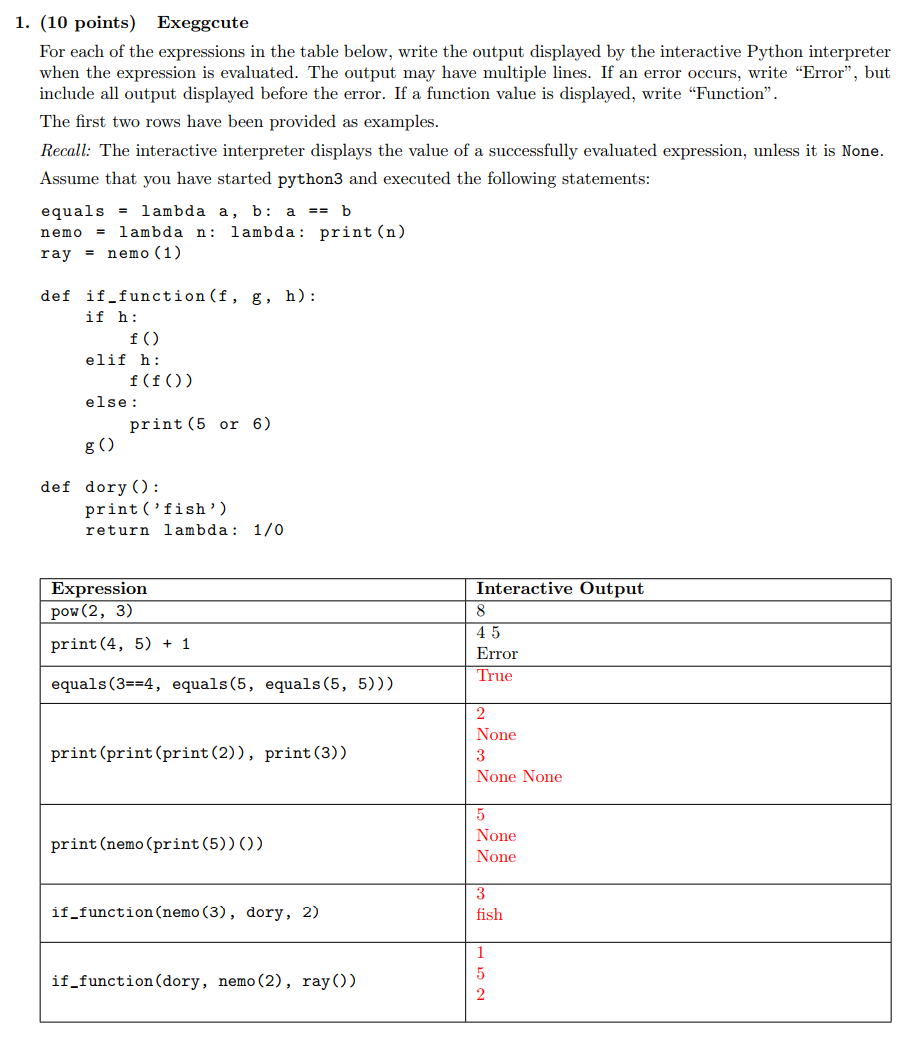 1. (10 points) Exeggcute
For each of the expressions in the table below, write the output displayed by the interactive Python interpreter
when the expression is evaluated. The output may have multiple lines. If an error occurs, write “Error”, but
include all output displayed before the error. If a function value is displayed, write “Function”.
The first two rows have been provided as examples.
Recall: The interactive interpreter displays the value of a successfully evaluated expression, unless it is None.
Assume that you have started python3 and executed the following statements:
equals = lambda a, b: a == b
nemo = lambda n: lambda: print(n)
ray = nemo(1)
def if_function(f, g, h):
    if h:
        f()
    elif h:
        f(f())
    else:
        print(5 or 6)
    g()
def dory():
    print('fish')
    return lambda: 1/0
Expression Interactive Output
pow(2, 3) 8
print(4, 5) + 1
4 5
Error
equals(3==4, equals(5, equals(5, 5))) True
print(print(print(2)), print(3))
2
None
3
None None
print(nemo(print(5))())
5
None
None
if_function(nemo(3), dory, 2)
3
fish
if_function(dory, nemo(2), ray())
1
5
2